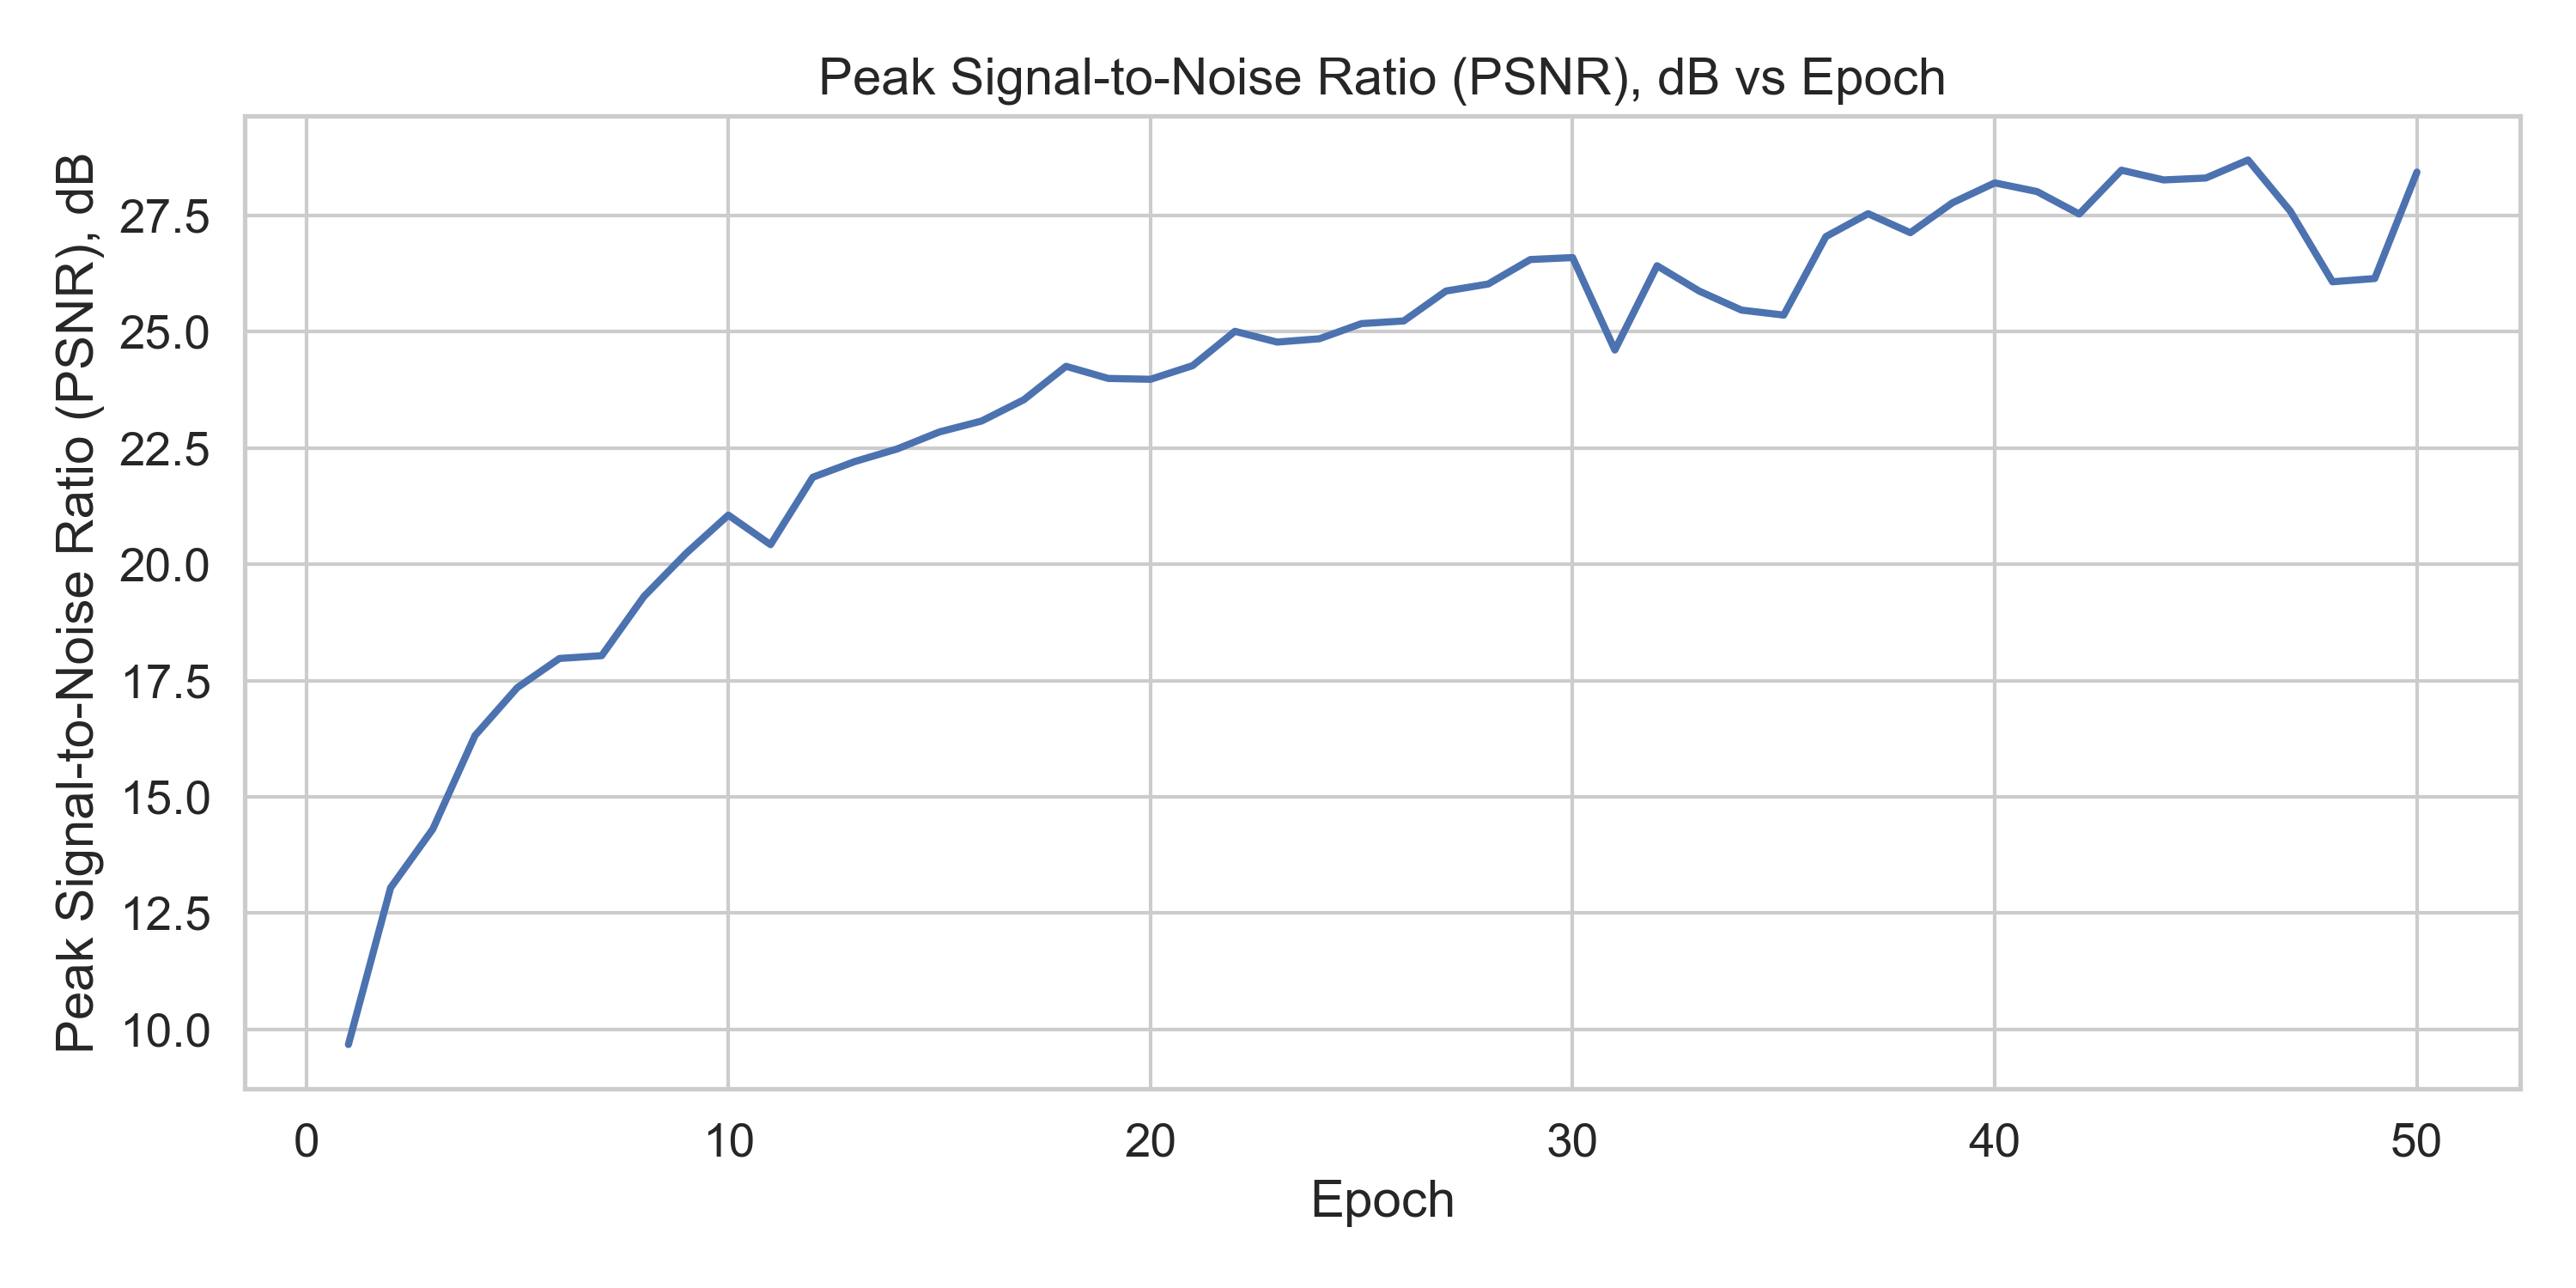 Peak Signal-to-Noise Ratio (PSNR), dB vs Epoch
Peak Signal-to-Noise Ratio (PSNR), dB
27.5
25.0
22.5
20.0
17.5
15.0
12.5
10.0
0 10 20 30 40 50
Epoch